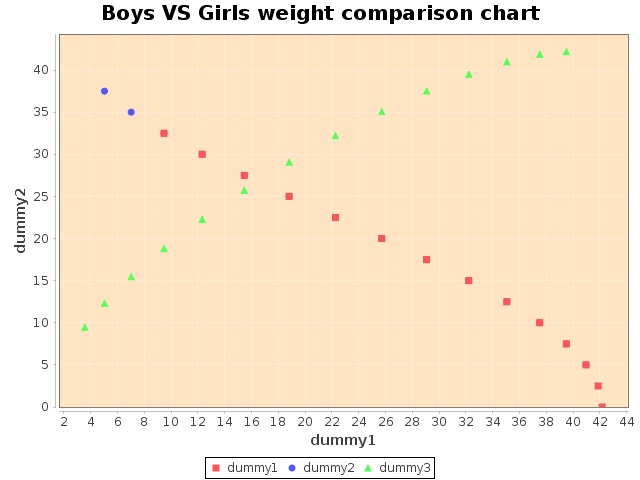 Boys VS Girls weight comparison chart
40
35
30
25
20
15
10
5
0
dummy2
2 4 6 8 10 12 14 16 18 20 22 24 26 28 30 32 34 36 38 40 42 44
dummy1
dummy1 dummy2 dummy3